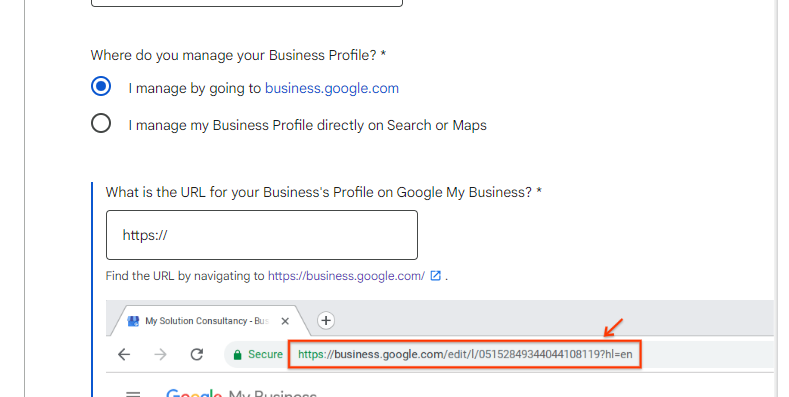 Where do you manage your Business Profile? *
I manage by going to business.google.com
I manage my Business Profile directly on Search or Maps
What is the URL for your Business's Profile on Google My Business? *
https://
Find the URL by navigating to https://business.google.com/ .
My Solution Consultancy - Bus
Secure https://business.google.com/edit/l/05152849344044108119?hl=en
Google My Business